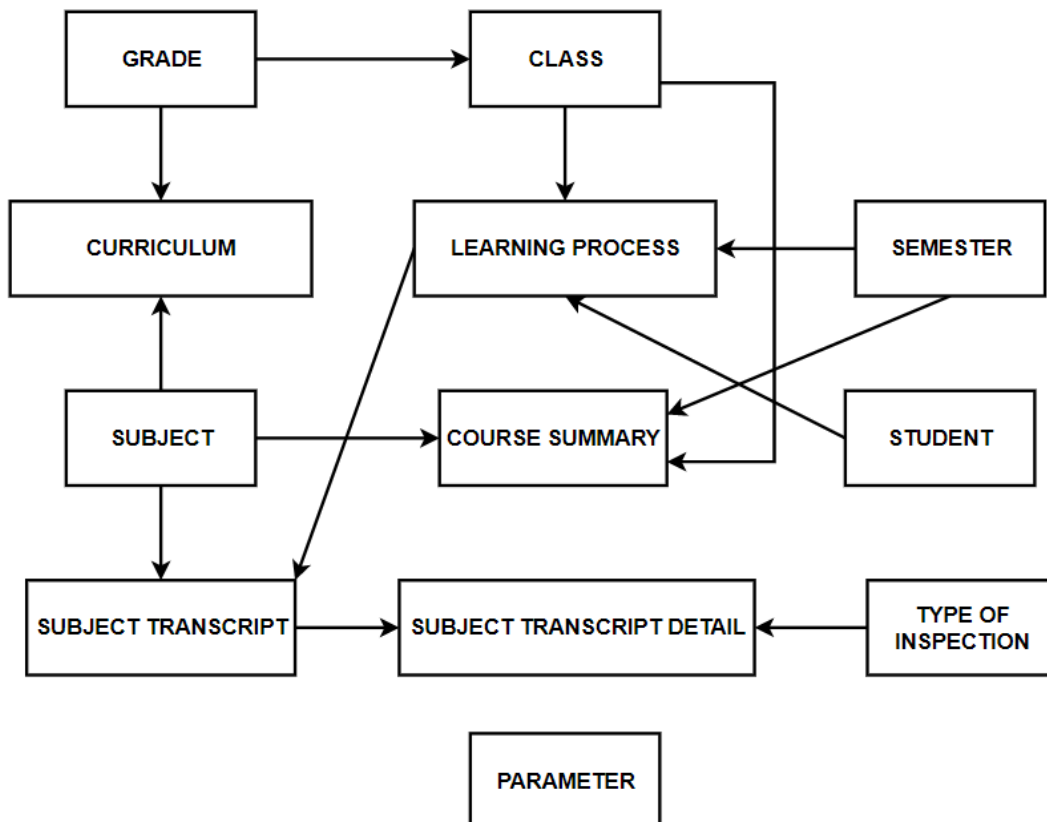 GRADE
CLASS
CURRICULUM
LEARNING PROCESS
SEMESTER
SUBJECT
COURSE SUMMARY
STUDENT
SUBJECT TRANSCRIPT
SUBJECT TRANSCRIPT DETAIL
TYPE OF
INSPECTION
PARAMETER